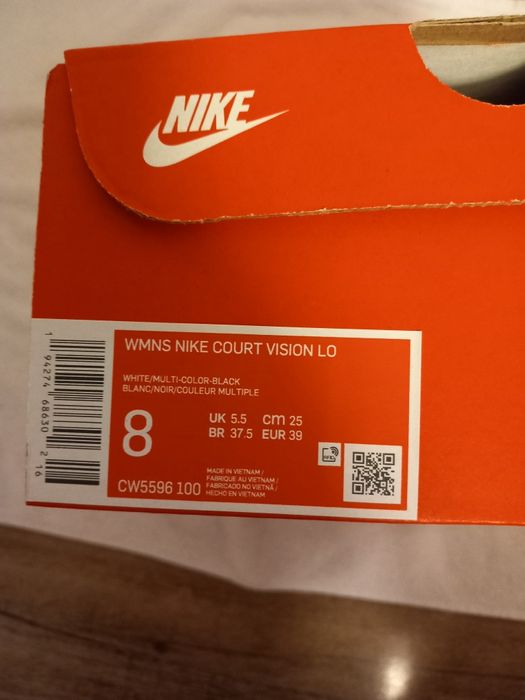 NIKE
WMNS NIKE COURT VISION LO
WHITE/MULTI-COLOR-BLACK
BLANC/NOIR/COULEUR MULTIPLE
8
UK 5.5 cm 25
BR 37.5 EUR 39
CW5596 100
MADE IN VIETNAM /
FABRIQUE AU VIETNAM /
FABRICADO NO VIETNÃ /
HECHO EN VIETNAM
1 94274 68630 2 16